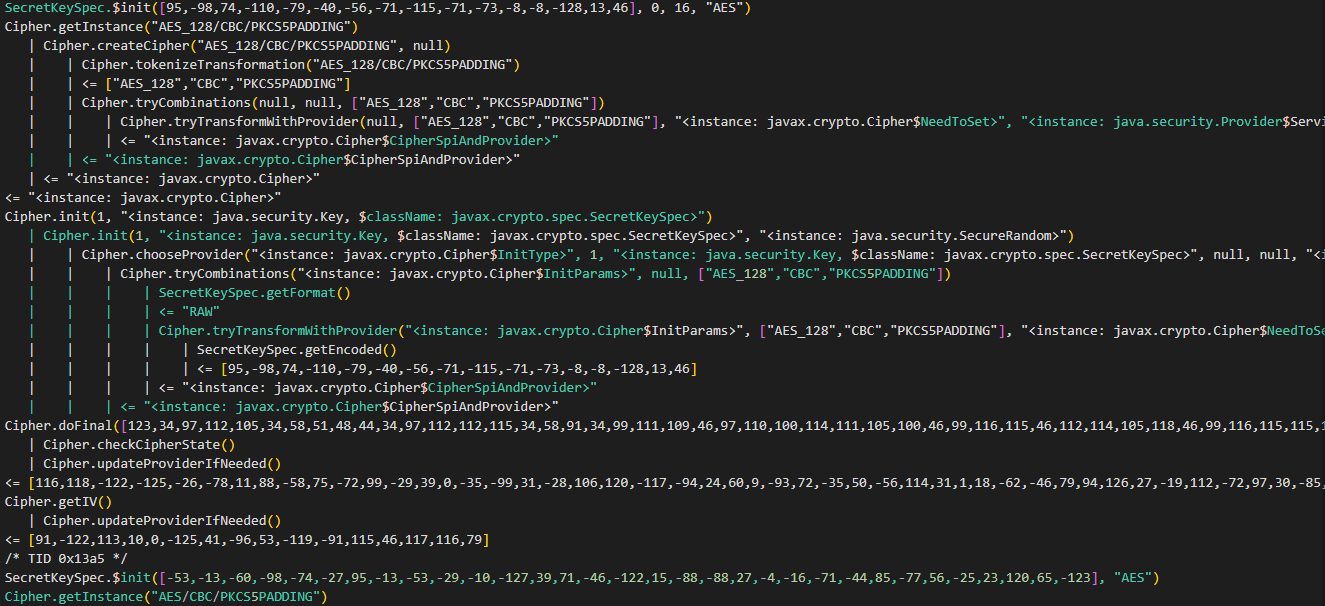 SecretKeySpec.$init([95,-98,74,-110,-79,-40,-56,-71,-115,-71,-73,-8,-8,-128,13,46], 0, 16, "AES")
Cipher.getInstance("AES_128/CBC/PKCS5PADDING")
| Cipher.createCipher("AES_128/CBC/PKCS5PADDING", null)
| | Cipher.tokenizeTransformation("AES_128/CBC/PKCS5PADDING")
| | <= ["AES_128","CBC","PKCS5PADDING"]
| | Cipher.tryCombinations(null, null, ["AES_128","CBC","PKCS5PADDING"])
| | | Cipher.tryTransformWithProvider(null, ["AES_128","CBC","PKCS5PADDING"], "<instance: javax.crypto.Cipher$NeedToSet>", "<instance: java.security.Provider$Servi
| | | <= "<instance: javax.crypto.Cipher$CipherSpiAndProvider>"
| | <= "<instance: javax.crypto.Cipher$CipherSpiAndProvider>"
| <= "<instance: javax.crypto.Cipher>"
<= "<instance: javax.crypto.Cipher>"
Cipher.init(1, "<instance: java.security.Key, $className: javax.crypto.spec.SecretKeySpec>")
| Cipher.init(1, "<instance: java.security.Key, $className: javax.crypto.spec.SecretKeySpec>", "<instance: java.security.SecureRandom>")
| | Cipher.chooseProvider("<instance: javax.crypto.Cipher$InitType>", 1, "<instance: java.security.Key, $className: javax.crypto.spec.SecretKeySpec>", null, null, "<i
| | | Cipher.tryCombinations("<instance: javax.crypto.Cipher$InitParams>", null, ["AES_128","CBC","PKCS5PADDING"])
| | | | SecretKeySpec.getFormat()
| | | | <= "RAW"
| | | | Cipher.tryTransformWithProvider("<instance: javax.crypto.Cipher$InitParams>", ["AES_128","CBC","PKCS5PADDING"], "<instance: javax.crypto.Cipher$NeedToSe
| | | | | SecretKeySpec.getEncoded()
| | | | | <= [95,-98,74,-110,-79,-40,-56,-71,-115,-71,-73,-8,-8,-128,13,46]
| | | | <= "<instance: javax.crypto.Cipher$CipherSpiAndProvider>"
| | | <= "<instance: javax.crypto.Cipher$CipherSpiAndProvider>"
Cipher.doFinal([123,34,97,112,105,34,58,51,48,44,34,97,112,112,115,34,58,91,34,99,111,109,46,97,110,100,114,111,105,100,46,99,116,115,46,112,114,105,118,46,99,116,115,115,1
| Cipher.checkCipherState()
| Cipher.updateProviderIfNeeded()
<= [116,118,-122,-125,-26,-78,11,88,-58,75,-72,99,-29,39,0,-35,-99,31,-28,106,120,-117,-94,24,60,9,-93,72,-35,50,-56,114,31,1,18,-62,-46,79,94,126,27,-19,112,-72,97,30,-85,
Cipher.getIV()
| Cipher.updateProviderIfNeeded()
<= [91,-122,113,10,0,-125,41,-96,53,-119,-91,115,46,117,116,79]
/* TID 0x13a5 */
SecretKeySpec.$init([-53,-13,-60,-98,-74,-27,95,-13,-53,-29,-10,-127,39,71,-46,-122,15,-88,-88,27,-4,-16,-71,-44,85,-77,56,-25,23,120,65,-123], "AES")
Cipher.getInstance("AES/CBC/PKCS5PADDING")